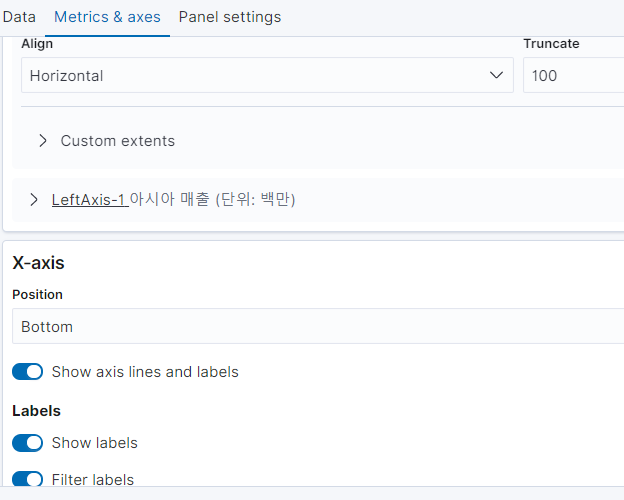 Data Metrics & axes Panel settings
Align Truncate
Horizontal 100
Custom extents
LeftAxis-1 아시아 매출 (단위: 백만)
X-axis
Position
Bottom
Show axis lines and labels
Labels
Show labels
Filter labels